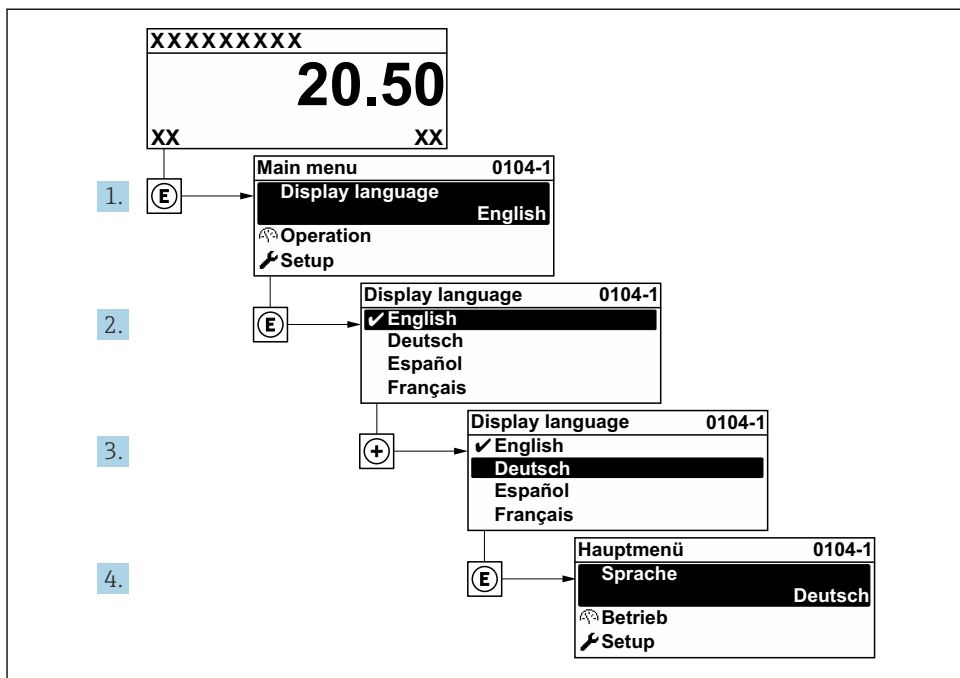 XXXXXXXXX
20.50
XX XX
1. E
Main menu 0104-1
Display language
English
Operation
Setup
2. E
Display language 0104-1
English
Deutsch
Español
Français
3. +
Display language 0104-1
English
Deutsch
Español
Français
4. E
Hauptmenü 0104-1
Sprache
Deutsch
Betrieb
Setup